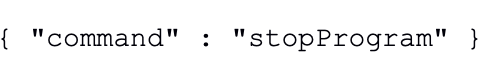 { "command" : "stopProgram" }